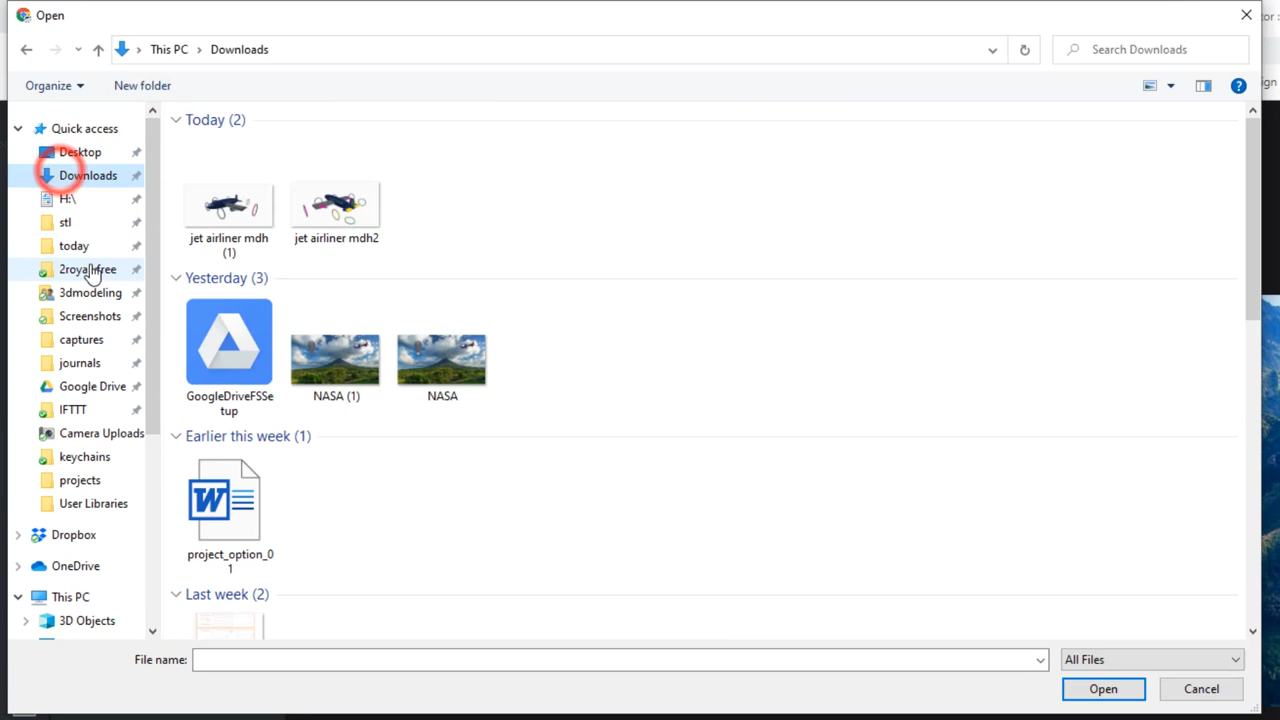 Open
This PC
Downloads
Search Downloads
Organize
New folder
Quick access
Desktop
Downloads
H:\
stl
today
3dmodeling
Screenshots
captures
journals
Google Drive
IFTTT
Camera Uploads
keychains
projects
User Libraries
Dropbox
OneDrive
This PC
3D Objects
Today (2)
jet airliner mdh
(1)
jet airliner mdh2
Yesterday (3)
GoogleDriveFSSe
tup
NASA (1)
NASA
Earlier this week (1)
W
project_option_0
1
Last week (2)
File name:
All Files
Open
Cancel